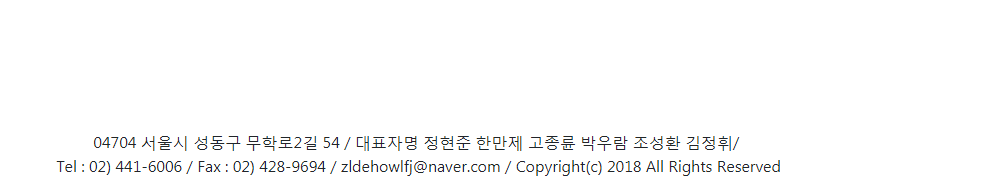 04704 서울시 성동구 무학로2길 54 / 대표자명 정현준 한만제 고종륜 박우람 조성환 김정휘/
Tel : 02) 441-6006 / Fax : 02) 428-9694 / zldehowlfj@naver.com / Copyright(c) 2018 All Rights Reserved